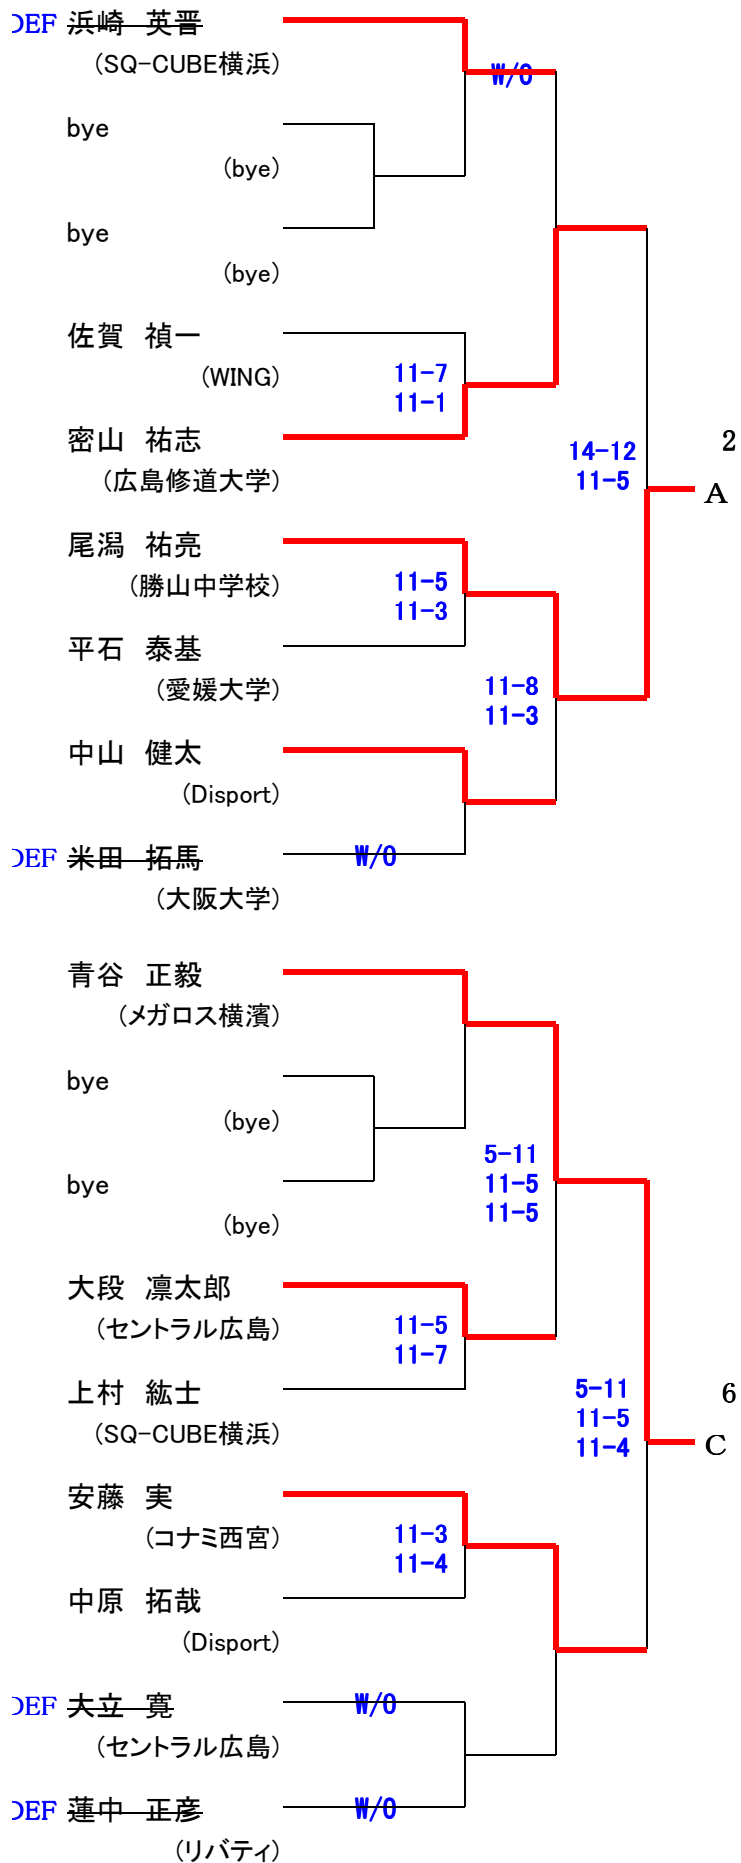 DEF 浜崎 英晋
(SQ-CUBE横浜)
W/O
bye
(bye)
bye
(bye)
佐賀 禎一
(WING)
11-7
11-1
密山 祐志
(広島修道大学)
14-12
11-5
2
A
尾潟 祐亮
(勝山中学校)
11-5
11-3
平石 泰基
(愛媛大学)
11-8
11-3
中山 健太
(Disport)
DEF 米田 拓馬
W/O
(大阪大学)
青谷 正毅
(メガロス横濱)
bye
(bye)
bye
(bye)
5-11
11-5
11-5
大段 凛太郎
(セントラル広島)
11-5
11-7
上村 紘士
(SQ-CUBE横浜)
5-11
11-5
11-4
6
C
安藤 実
(コナミ西宮)
11-3
11-4
中原 拓哉
(Disport)
DEF 大立 寛
W/O
(セントラル広島)
DEF 蓮中 正彦
W/O
(リバティ)